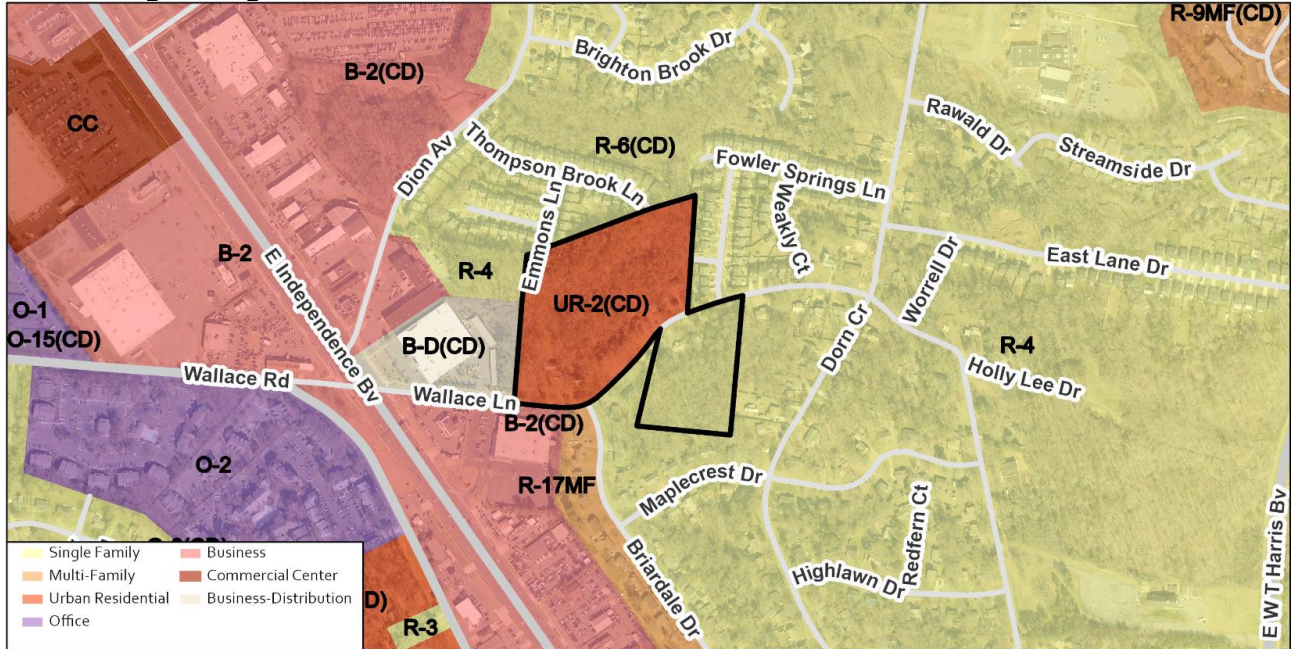 R-9MF(CD)
Brighton Brook Dr
B-2(CD)
CC
Rawald Dr
Streamside Dr
Dion Av
Thompson Brook Ln
R-6(CD)
Fowler Springs Ln
Weakly Ct
Emmons Ln
B-2
E Independence Bv
R-4
UR-2(CD)
Worrell Dr
East Lane Dr
O-1
O-15(CD)
B-D(CD)
Dorn Cr
R-4
Holly Lee Dr
Wallace Rd
Wallace Ln
B-2(CD)
O-2
R-17MF
Maplecrest Dr
Redfern Ct
Highlawn Dr
Briardale Dr
E W T Harris Bv
Single Family
Business
Multi-Family
Commercial Center
Urban Residential
Business-Distribution
Office
D)
R-3